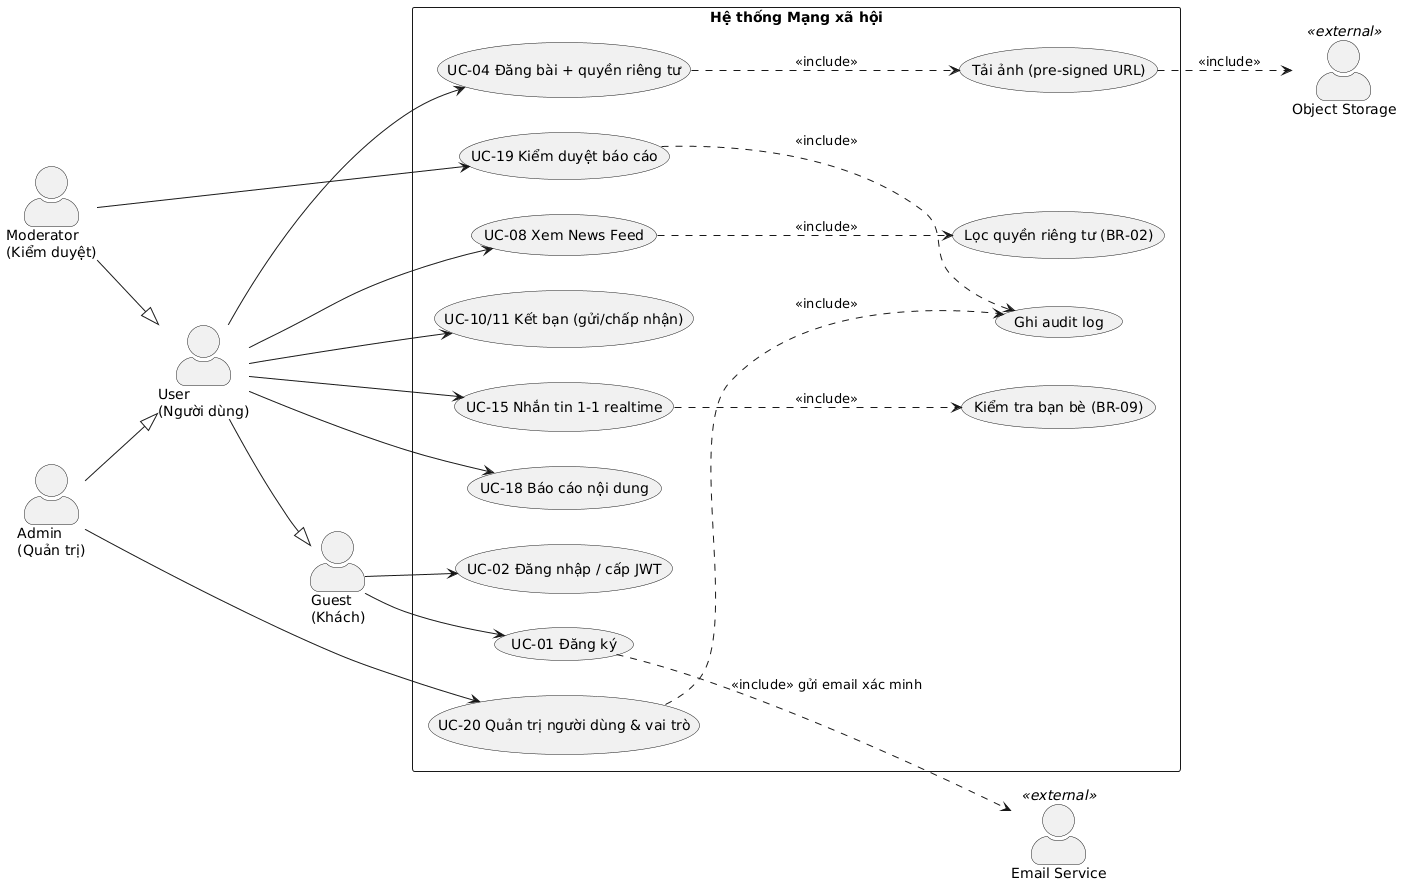 Hệ thống Mạng xã hội
«external»
Object Storage
UC-04 Đăng bài + quyền riêng tư
«include»
Tải ảnh (pre-signed URL)
«include»
UC-19 Kiểm duyệt báo cáo
«include»
Moderator
(Kiểm duyệt)
UC-08 Xem News Feed
«include»
Lọc quyền riêng tư (BR-02)
UC-10/11 Kết bạn (gửi/chấp nhận)
«include»
Ghi audit log
User
(Người dùng)
UC-15 Nhắn tin 1-1 realtime
«include»
Kiểm tra bạn bè (BR-09)
UC-18 Báo cáo nội dung
Admin
(Quản trị)
UC-02 Đăng nhập / cấp JWT
Guest
(Khách)
UC-01 Đăng ký
«include» gửi email xác minh
UC-20 Quản trị người dùng & vai trò
«external»
Email Service